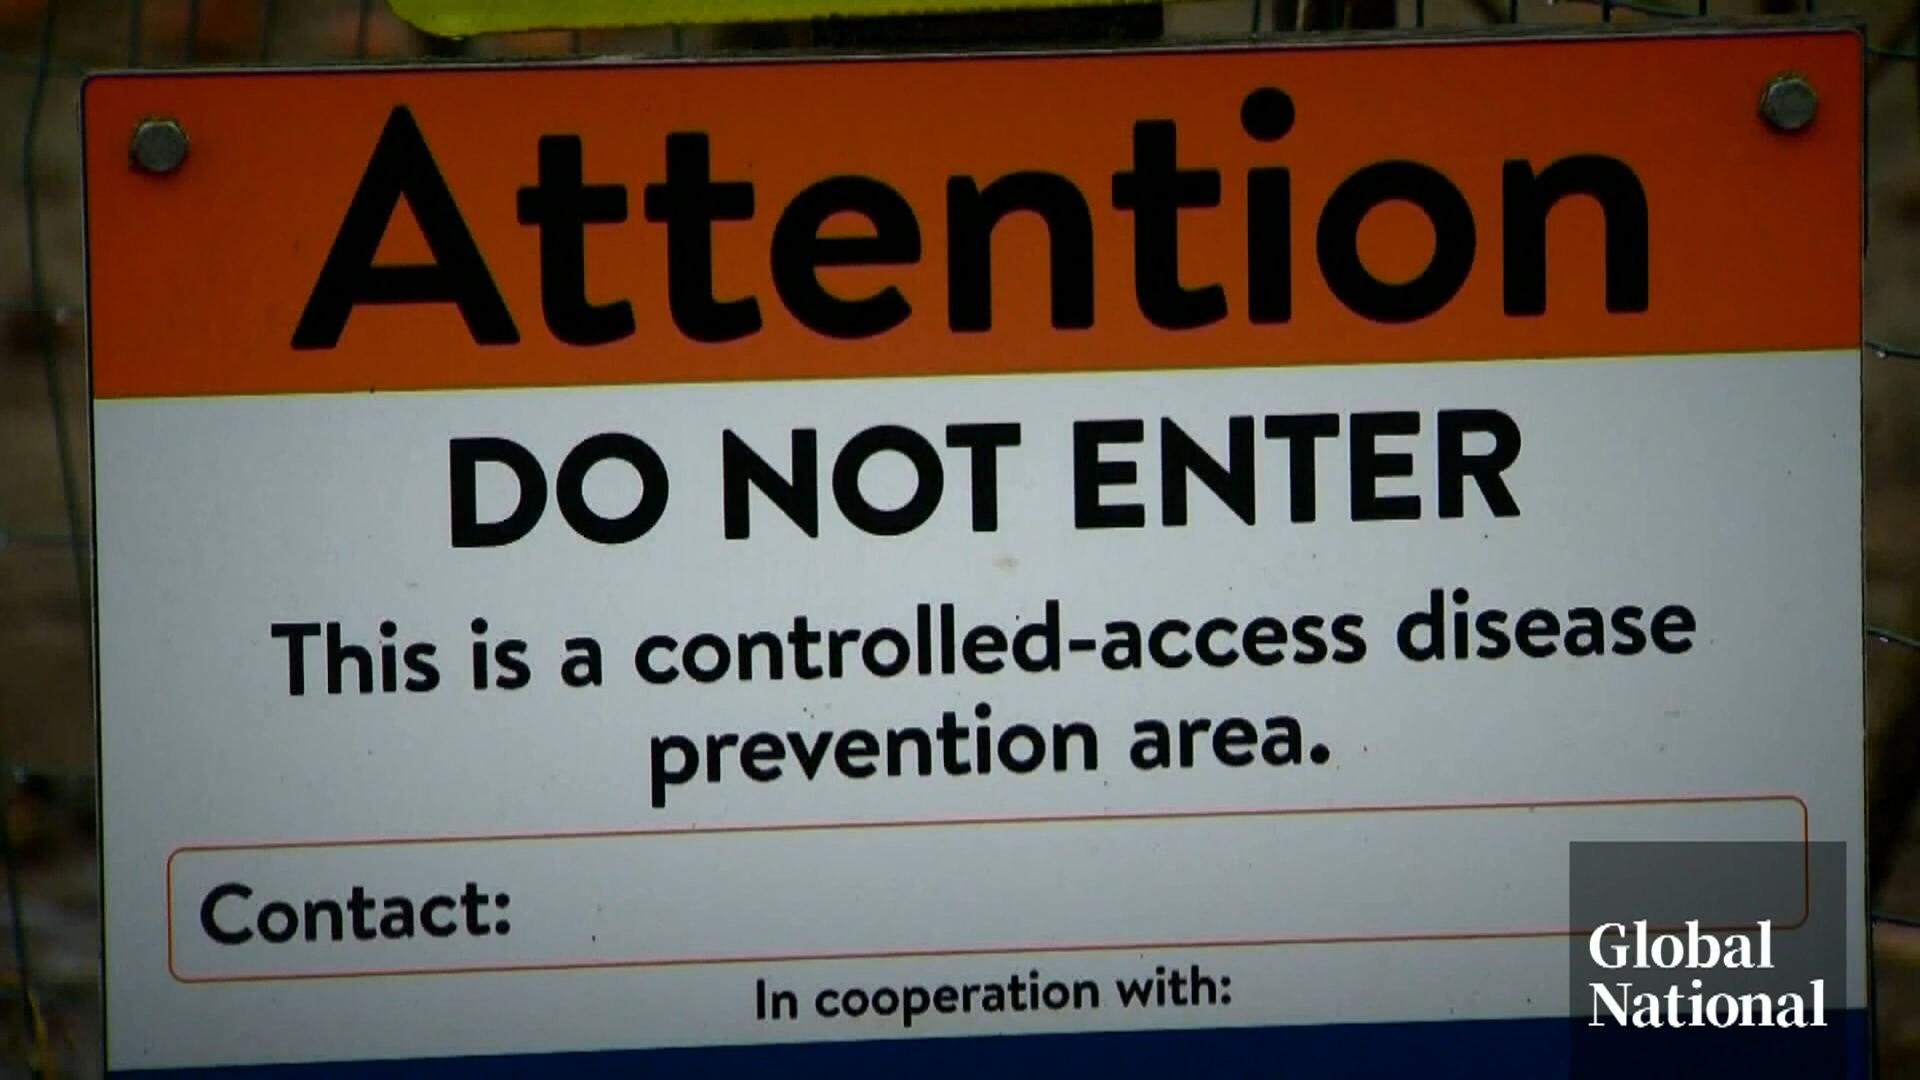 Attention
DO NOT ENTER
This is a controlled-access disease
prevention area.
Contact:
In cooperation with:
Global
National